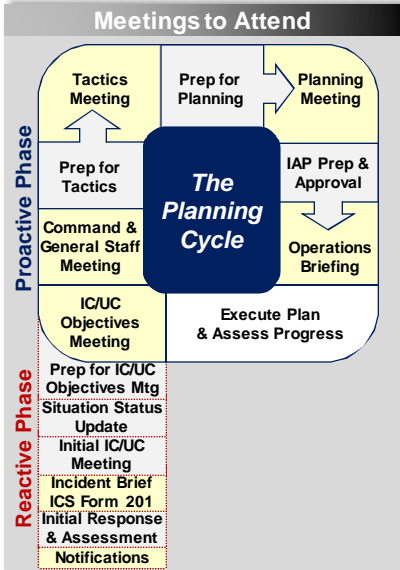 Meetings to Attend
Tactics
Meeting
Prep for
Planning
Planning
Meeting
Prep for
Tactics
The
Planning
Cycle
IAP Prep &
Approval
Command &
General Staff
Meeting
Operations
Briefing
IC/UC
Objectives
Meeting
Execute Plan
& Assess Progress
Proactive Phase
Prep for IC/UC
Objectives Mtg
Situation Status
Update
Initial IC/UC
Meeting
Incident Brief
ICS Form 201
Initial Response
& Assessment
Notifications
Reactive Phase